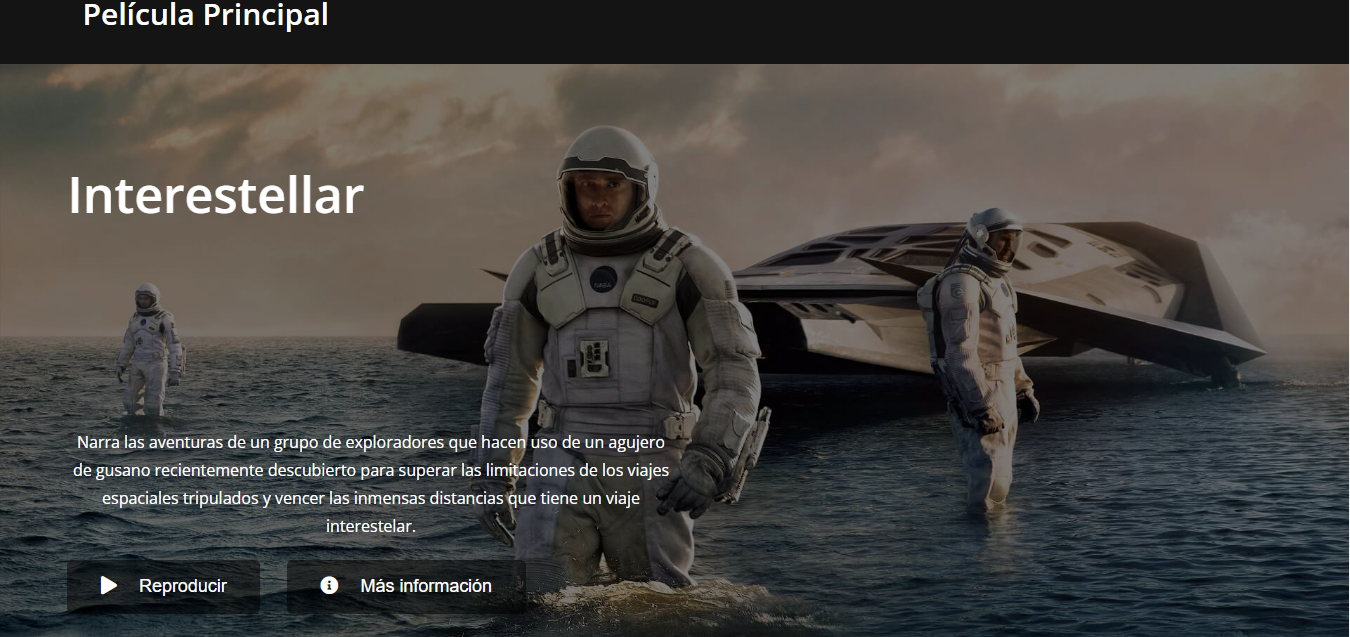 Película Principal
Interestellar
NASA
COOPER
Narra las aventuras de un grupo de exploradores que hacen uso de un agujero
de gusano recientemente descubierto para superar las limitaciones de los viajes
espaciales tripulados y vencer las inmensas distancias que tiene un viaje
interestelar.
Reproducir
Más información